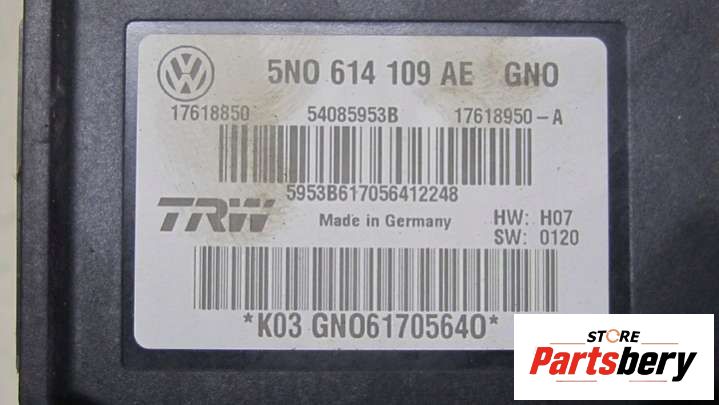 5N0 614 109 AE GNO
17618850 54085953B 17618950-A
5953B617056412248
TRW Made in Germany HW: H07
SW: 0120
*K03 GNO6170564O*
STORE
Partsbery